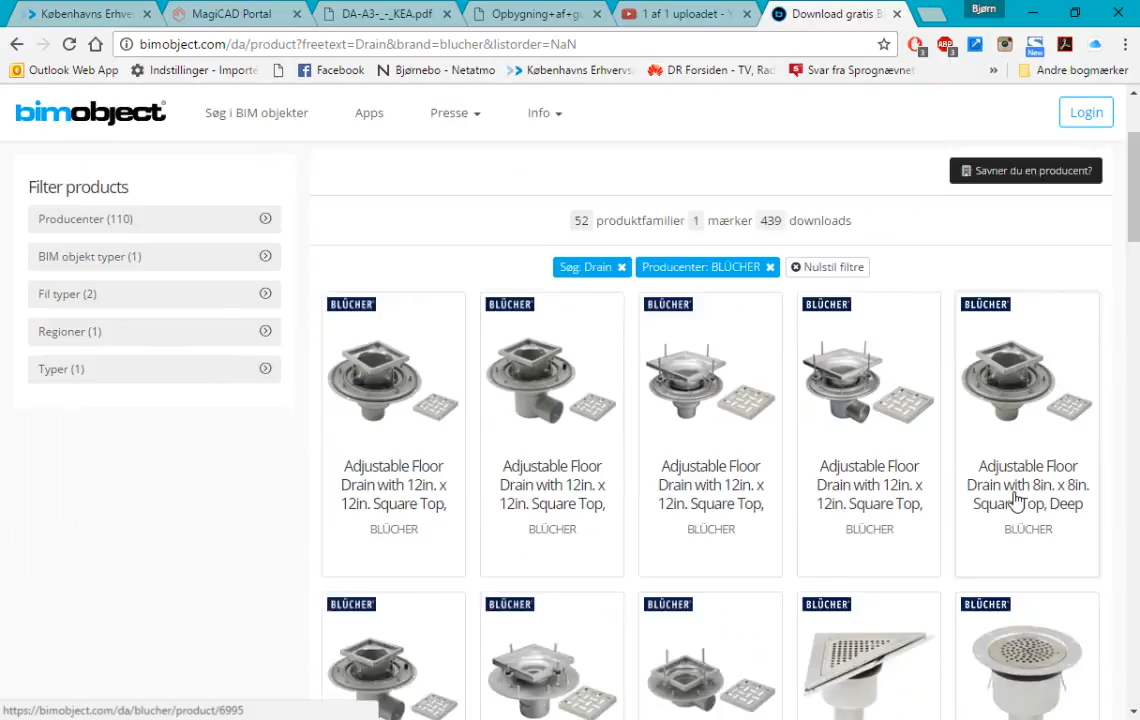 Københavns Erhver
MagiCAD Portal
DA-A3-_-_KEA.pdf
Opbygning+af+gu
1 af 1 uploadet - Y
Download gratis B
Bjørn
bimobject.com/da/product?freetext=Drain&brand=blucher&listorder=NaN
3
ABP
3
New
Outlook Web App
Indstillinger - Importe
Facebook
Bjørnebo - Netatmo
Københavns Erhvervs
DR Forsiden - TV, Rad
Svar fra Sprognævnet
»
Andre bogmærker
bimobject
Søg i BIM objekter
Apps
Presse
Info
Login
Filter products
Producenter (110)
BIM objekt typer (1)
Fil typer (2)
Regioner (1)
Typer (1)
Savner du en producent?
52 produktfamilier 1 mærker 439 downloads
Søg: Drain
Producenter: BLÜCHER
Nulstil filtre
BLÜCHER
Adjustable Floor
Drain with 12in. x
12in. Square Top,
BLÜCHER
BLÜCHER
Adjustable Floor
Drain with 12in. x
12in. Square Top,
BLÜCHER
BLÜCHER
Adjustable Floor
Drain with 12in. x
12in. Square Top,
BLÜCHER
BLÜCHER
Adjustable Floor
Drain with 12in. x
12in. Square Top,
BLÜCHER
BLÜCHER
Adjustable Floor
Drain with 8in. x 8in.
Square Top, Deep
BLÜCHER
BLÜCHER
BLÜCHER
BLÜCHER
BLÜCHER
BLÜCHER
https://bimobject.com/da/blucher/product/6995